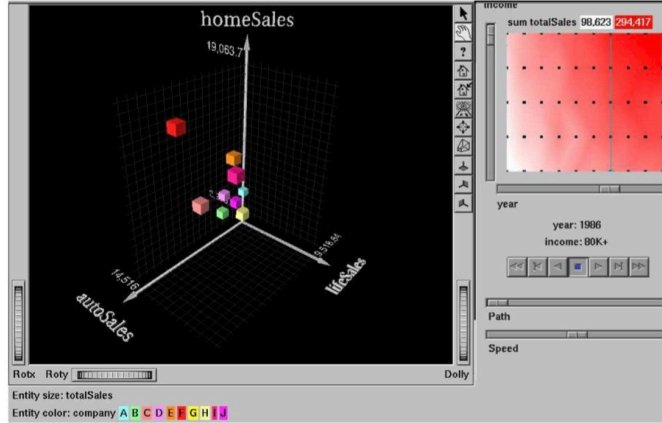 homeSales
19,063.7
14,516
autoSales
9,518.84
lifeSales
Rotx Roty
Dolly
Entity size: totalSales
Entity color: company A B C D E F G H I J
income
sum totalSales 98,623 294,417
year
year: 1986
income: 80K+
Path
Speed
?